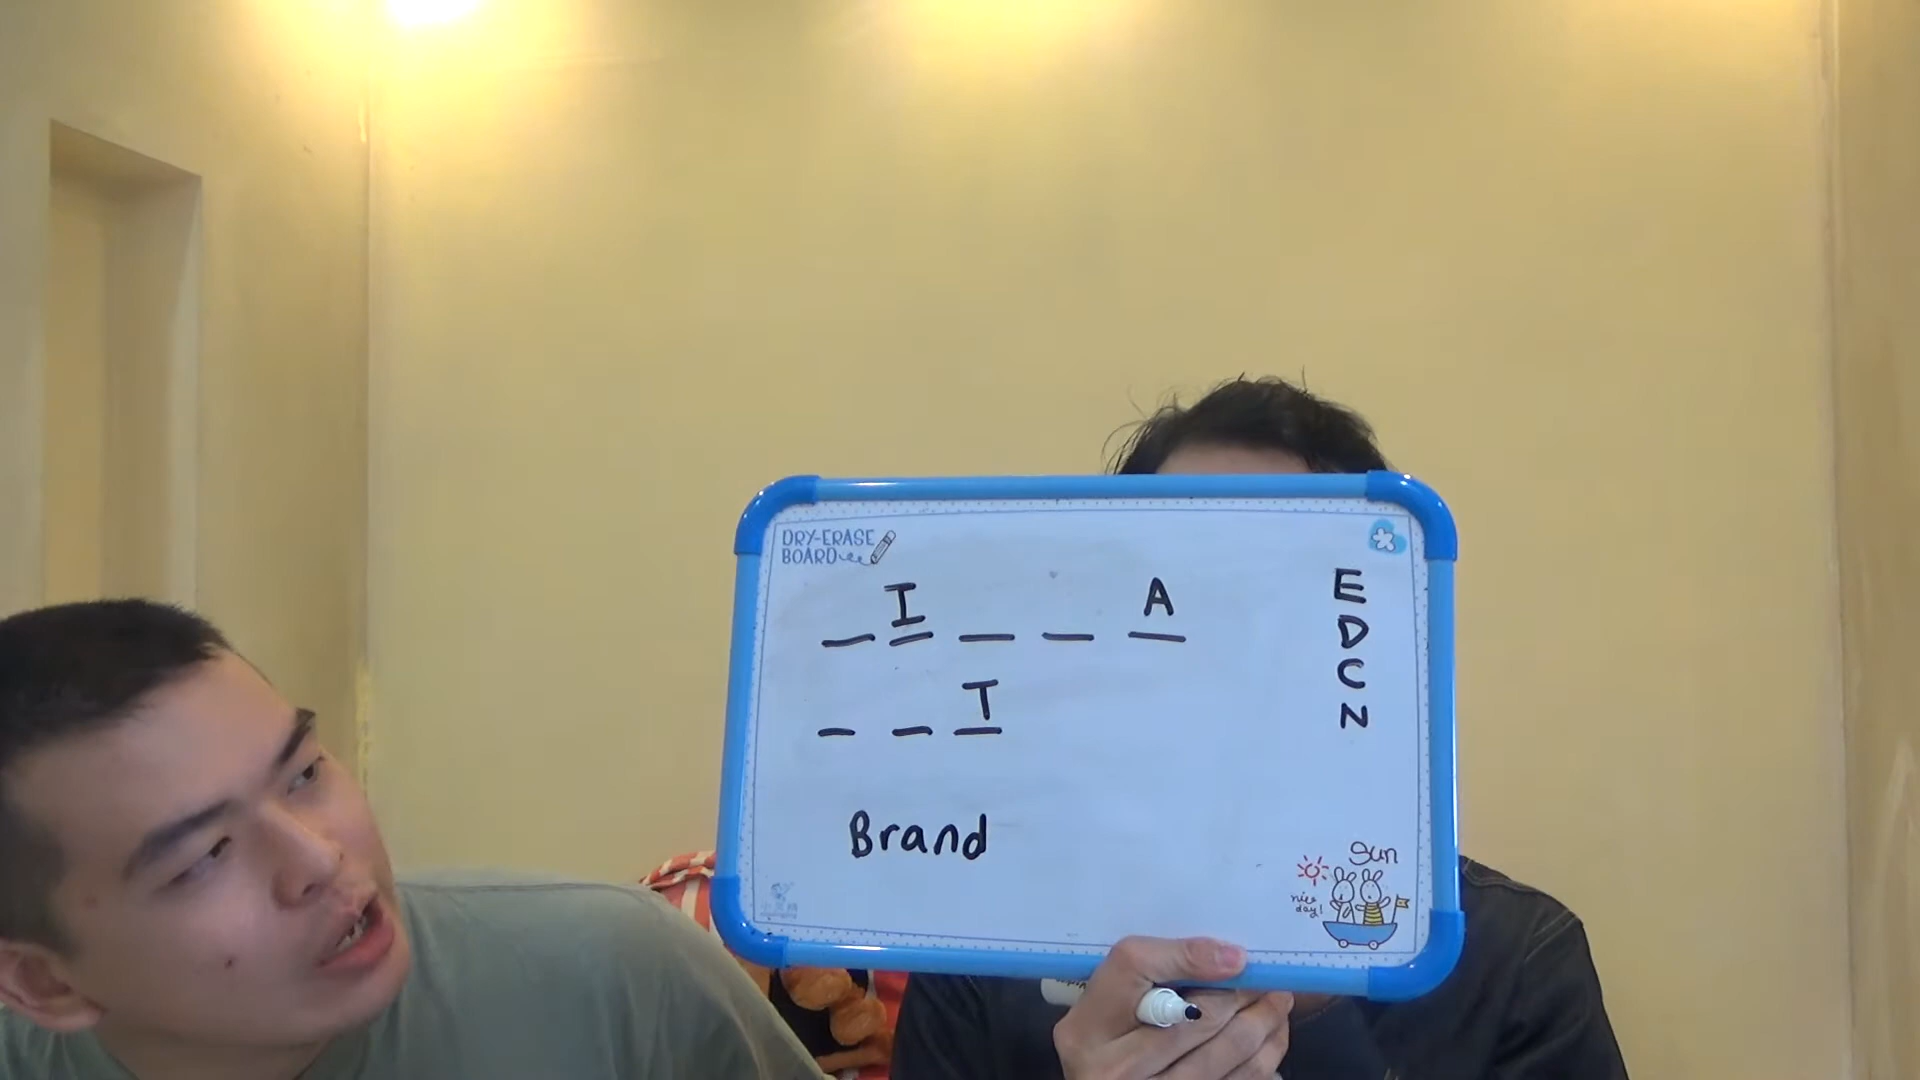 DRY-ERASE
BOARD
_ I _ _ A
_ _ T
Brand
E
D
C
N
Sun
nice
day!